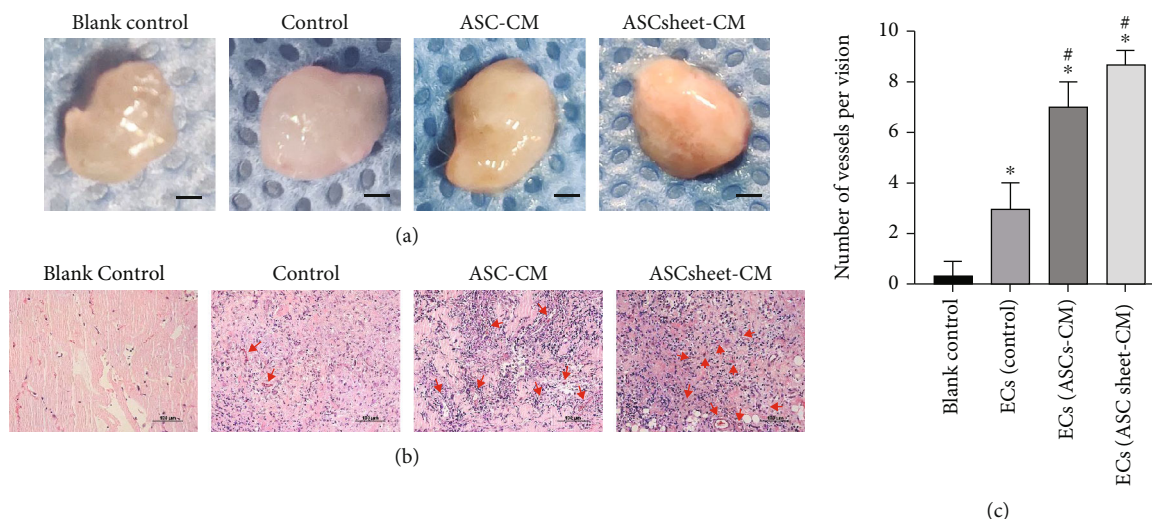 Blank control
Control
ASC-CM
ASCsheet-CM
(a)
Blank Control
Control
ASC-CM
ASCsheet-CM
(b)
Number of vessels per vision
10
8
6
4
2
0
*
#
*
#
*
Blank control
ECs (control)
ECs (ASCs-CM)
ECs (ASC sheet-CM)
(c)